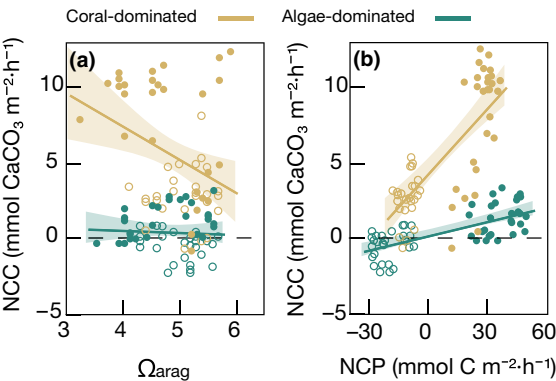 Coral-dominated Algae-dominated
(a) (b)
NCC (mmol CaCO₃ m⁻²·h⁻¹)
10
5
0
−5
3 4 5 6
Ωarag
NCC (mmol CaCO₃ m⁻²·h⁻¹)
10
5
0
−5
−30 0 30 60
NCP (mmol C m⁻²·h⁻¹)